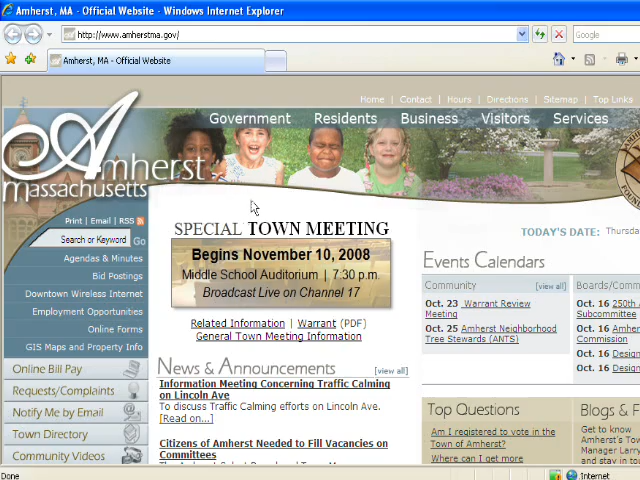 Amherst, MA - Official Website - Windows Internet Explorer
http://www.amherstma.gov/
Google
Amherst, MA - Official Website
Home | Contact | Hours | Directions | Sitemap | Top Links
Government Residents Business Visitors Services
Amherst
massachusetts
Print | Email | RSS
Search or Keyword Go
Agendas & Minutes
Bid Postings
Downtown Wireless Internet
Employment Opportunities
Online Forms
GIS Maps and Property Info
Online Bill Pay
Requests/Complaints
Notify Me by Email
Town Directory
Community Videos
SPECIAL TOWN MEETING
Begins November 10, 2008
Middle School Auditorium | 7:30 p.m.
Broadcast Live on Channel 17
Related Information | Warrant (PDF)
General Town Meeting Information
News & Announcements [view all]
Information Meeting Concerning Traffic Calming
on Lincoln Ave
To discuss Traffic Calming efforts on Lincoln Ave.
[Read on...]
Citizens of Amherst Needed to Fill Vacancies on
Committees
TODAY'S DATE: Thursda
Events Calendars
Community [view all]
Oct. 23 Warrant Review
Meeting
Oct. 25 Amherst Neighborhood
Tree Stewards (ANTS)
Boards/Comm
Oct. 16 250th A
Subcommittee
Oct. 16 Amher
Commission
Oct. 16 Design
Oct. 16 Design
Top Questions
Am I registered to vote in the
Town of Amherst?
Where can I get more
Blogs & F
Get to know
Amherst's Tow
Manager Larry
and stay in tou
Done
Internet